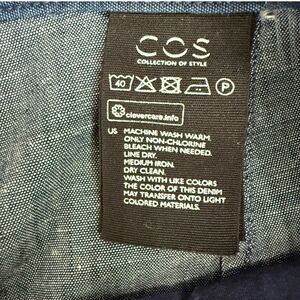 COS
COLLECTION OF STYLE
40 P
clevercare.info
US MACHINE WASH WARM
ONLY NON-CHLORINE
BLEACH WHEN NEEDED.
LINE DRY.
MEDIUM IRON.
DRY CLEAN.
WASH WITH LIKE COLORS
THE COLOR OF THIS DENIM
MAY TRANSFER ONTO LIGHT
COLORED MATERIALS.